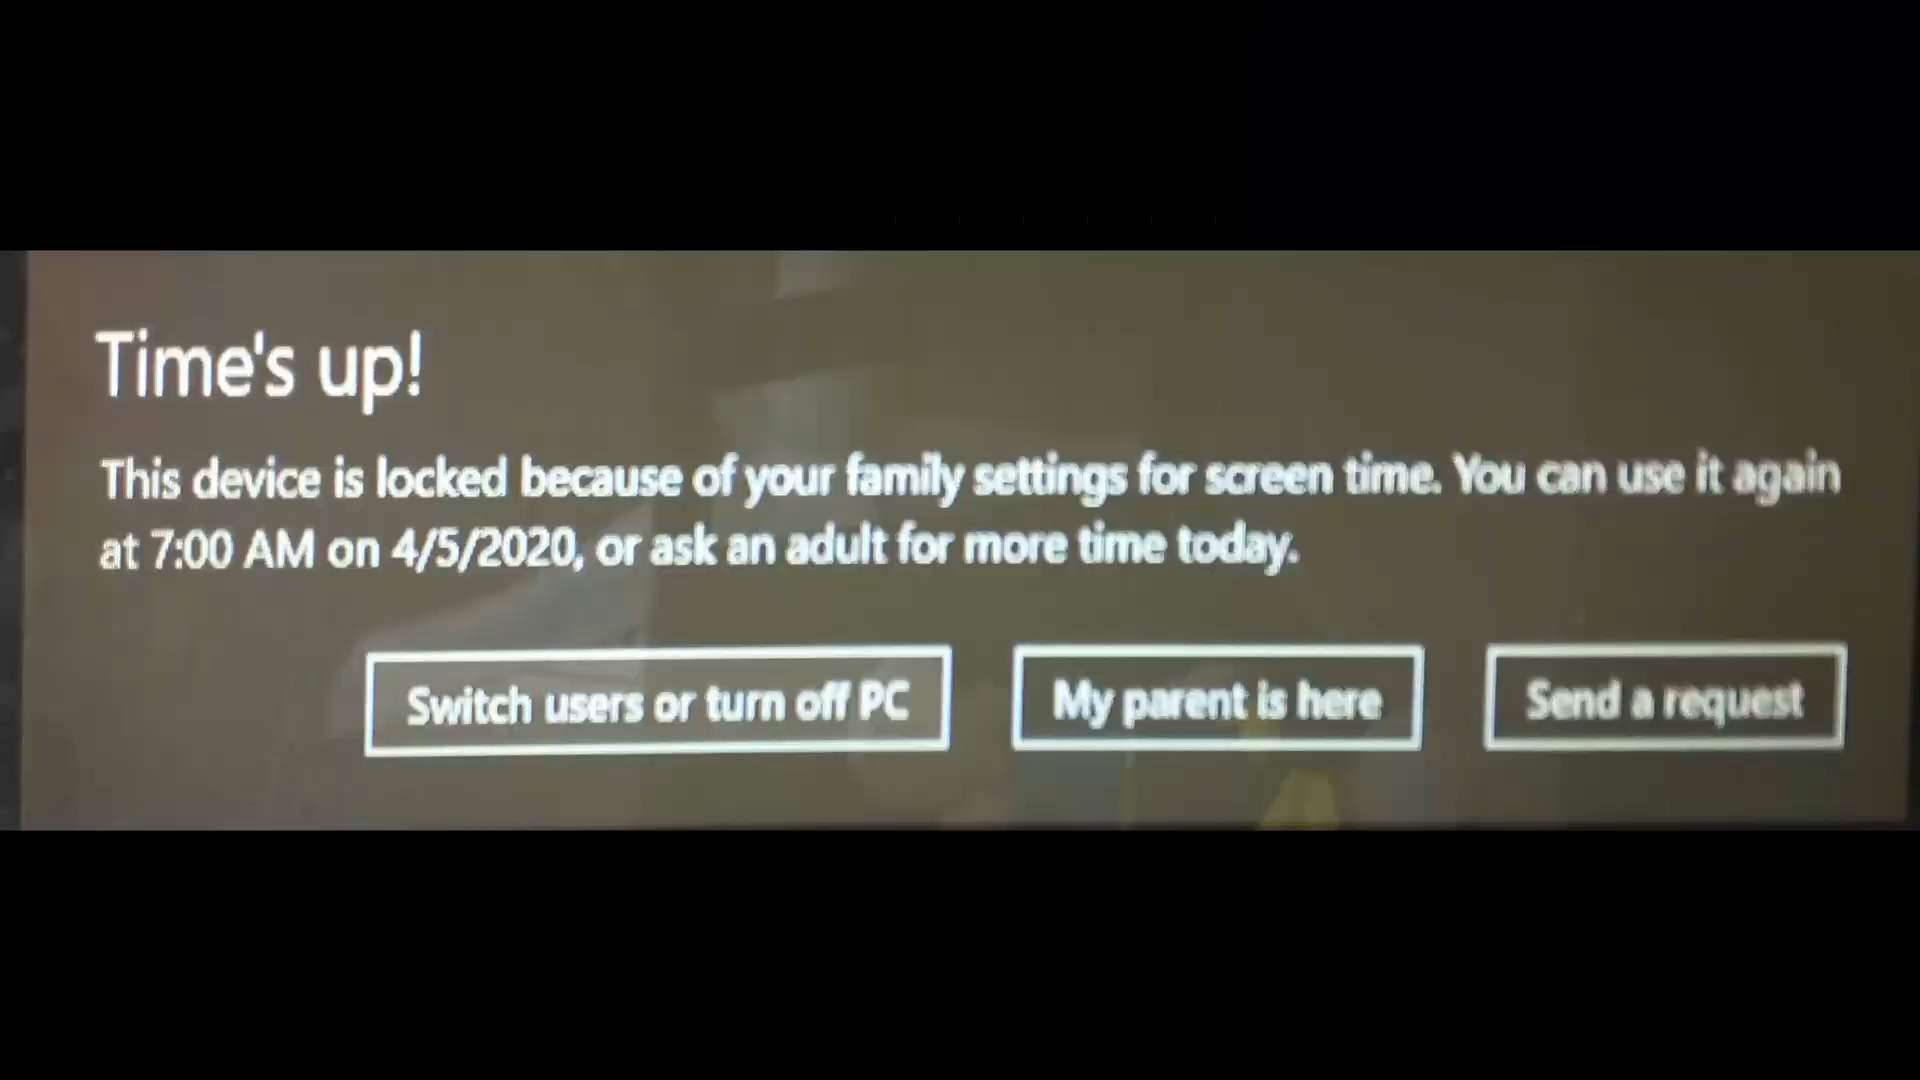 Time's up!
This device is locked because of your family settings for screen time. You can use it again
at 7:00 AM on 4/5/2020, or ask an adult for more time today.
Switch users or turn off PC
My parent is here
Send a request